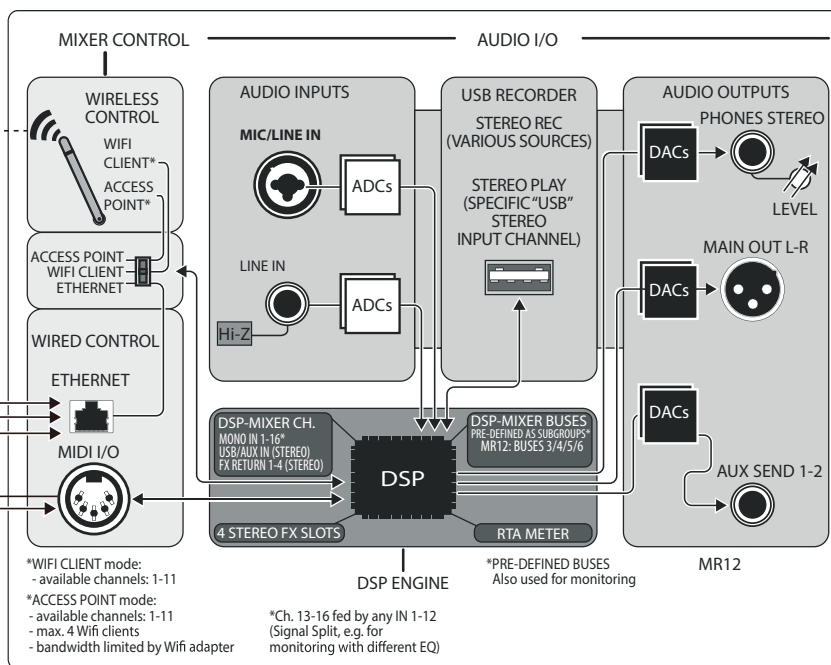 MIXER CONTROL
AUDIO I/O
WIRELESS
CONTROL
WIFI
CLIENT*
ACCESS
POINT*
ACCESS POINT
WIFI CLIENT
ETHERNET
WIRED CONTROL
ETHERNET
MIDI I/O
AUDIO INPUTS
MIC/LINE IN
ADCs
LINE IN
ADCs
Hi-Z
USB RECORDER
STEREO REC
(VARIOUS SOURCES)
STEREO PLAY
(SPECIFIC "USB"
STEREO
INPUT CHANNEL)
AUDIO OUTPUTS
PHONES STEREO
DACs
LEVEL
MAIN OUT L-R
DACs
DACs
AUX SEND 1-2
DSP-MIXER CH.
MONO IN 1-16*
USB/AUX IN (STEREO)
FX RETURN 1-4 (STEREO)
DSP-MIXER BUSES
PRE-DEFINED AS SUBGROUPS*
MR12: BUSES 3/4/5/6
DSP
4 STEREO FX SLOTS
RTA METER
DSP ENGINE
MR12
*WIFI CLIENT mode:
- available channels: 1-11
*ACCESS POINT mode:
- available channels: 1-11
- max. 4 Wifi clients
- bandwidth limited by Wifi adapter
*Ch. 13-16 fed by any IN 1-12
(Signal Split, e.g. for
monitoring with different EQ)
*PRE-DEFINED BUSES
Also used for monitoring